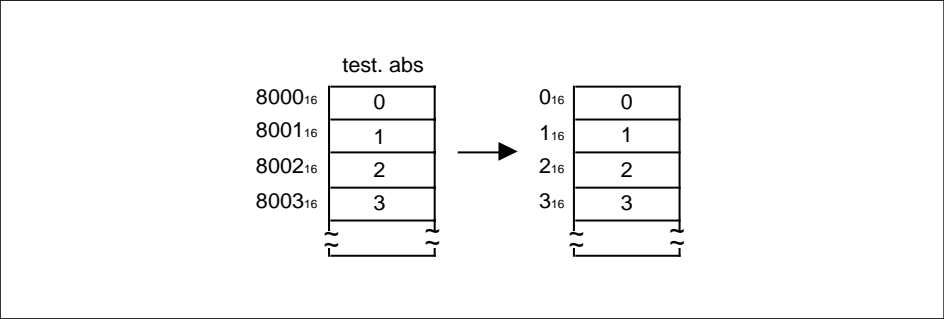 test. abs
8000₁₆ 0 0₁₆ 0
8001₁₆ 1 1₁₆ 1
8002₁₆ 2 2₁₆ 2
8003₁₆ 3 3₁₆ 3